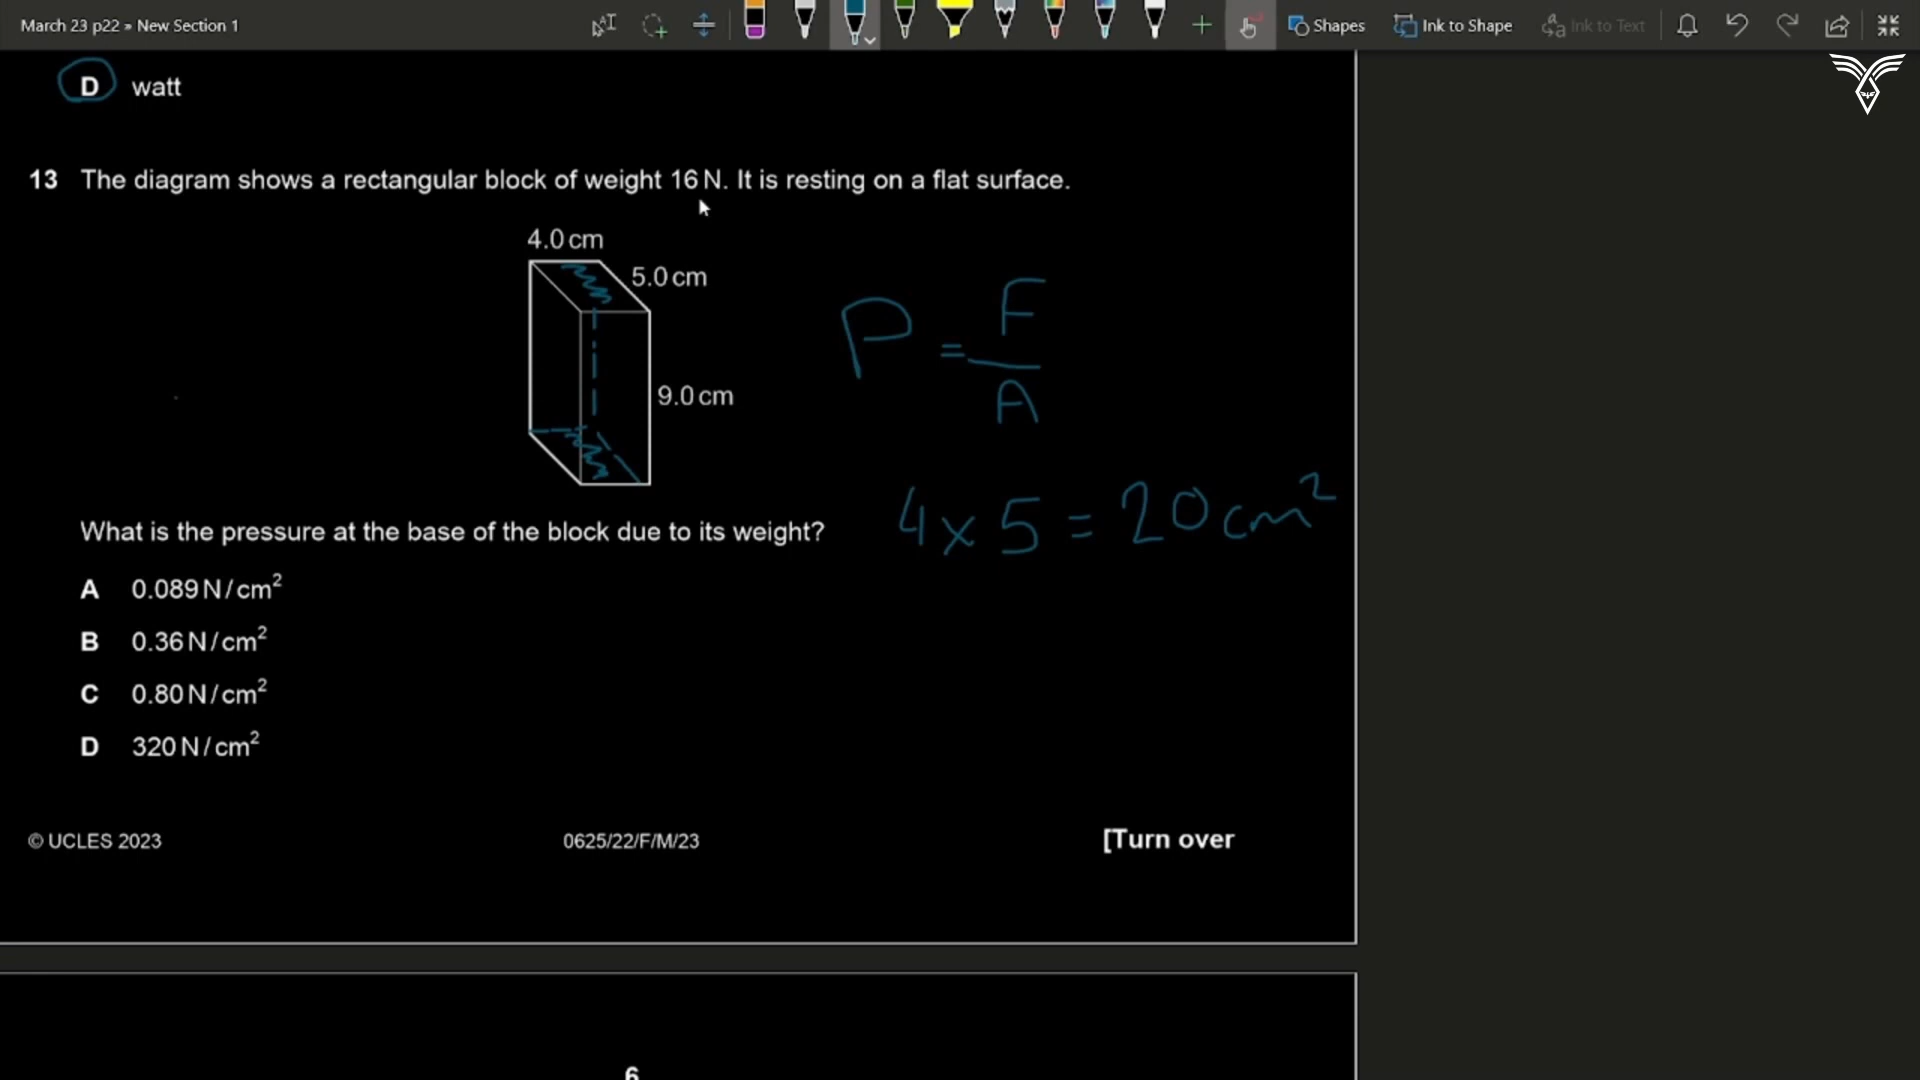 March 23 p22 » New Section 1
Shapes
Ink to Shape
Ink to Text
D watt
13 The diagram shows a rectangular block of weight 16 N. It is resting on a flat surface.
4.0 cm
5.0 cm
9.0 cm
P = F
A
4 x 5 = 20 cm²
What is the pressure at the base of the block due to its weight?
A 0.089 N/cm²
B 0.36 N/cm²
C 0.80 N/cm²
D 320 N/cm²
© UCLES 2023
0625/22/F/M/23
[Turn over
6